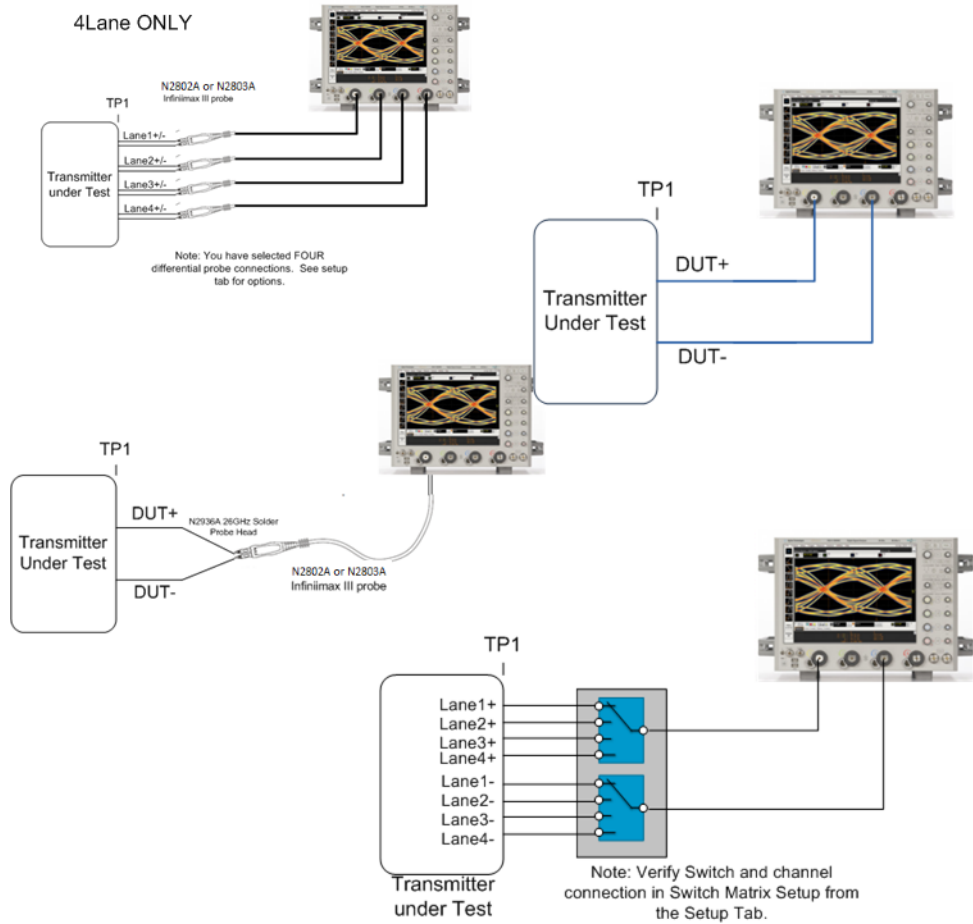 4Lane ONLY
N2802A or N2803A
Infiniimax III probe
TP1
Lane1+/-
Lane2+/-
Lane3+/-
Lane4+/-
Transmitter
under Test
Note: You have selected FOUR
differential probe connections. See setup
tab for options.
TP1
DUT+
DUT-
Transmitter
Under Test
TP1
DUT+
DUT-
Transmitter
Under Test
N2936A 26GHz Solder
Probe Head
N2802A or N2803A
Infiniimax III probe
TP1
Lane1+
Lane2+
Lane3+
Lane4+
Lane1-
Lane2-
Lane3-
Lane4-
Transmitter
under Test
Note: Verify Switch and channel
connection in Switch Matrix Setup from
the Setup Tab.